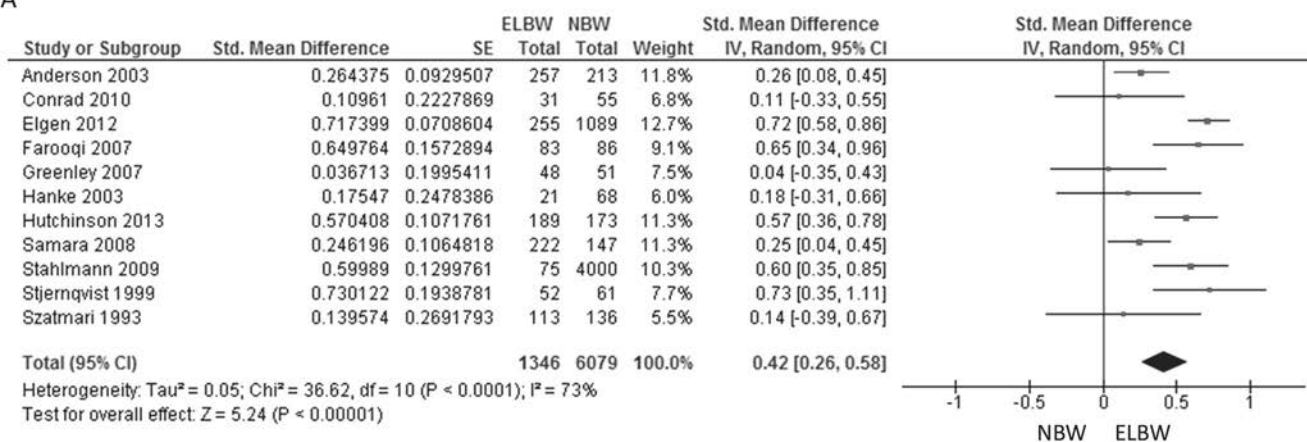 A
ELBW NBW Std. Mean Difference Std. Mean Difference
Study or Subgroup Std. Mean Difference SE Total Total Weight IV, Random, 95% CI IV, Random, 95% CI
Anderson 2003 0.264375 0.0929507 257 213 11.8% 0.26 [0.08, 0.45]
Conrad 2010 0.10961 0.2227869 31 55 6.8% 0.11 [-0.33, 0.55]
Elgen 2012 0.717399 0.0708604 255 1089 12.7% 0.72 [0.58, 0.86]
Farooqi 2007 0.649764 0.1572894 83 86 9.1% 0.65 [0.34, 0.96]
Greenley 2007 0.036713 0.1995411 48 51 7.5% 0.04 [-0.35, 0.43]
Hanke 2003 0.17547 0.2478386 21 68 6.0% 0.18 [-0.31, 0.66]
Hutchinson 2013 0.570408 0.1071761 189 173 11.3% 0.57 [0.36, 0.78]
Samara 2008 0.246196 0.1064818 222 147 11.3% 0.25 [0.04, 0.45]
Stahlmann 2009 0.59989 0.1299761 75 4000 10.3% 0.60 [0.35, 0.85]
Stjernqvist 1999 0.730122 0.1938781 52 61 7.7% 0.73 [0.35, 1.11]
Szatmari 1993 0.139574 0.2691793 113 136 5.5% 0.14 [-0.39, 0.67]
Total (95% CI) 1346 6079 100.0% 0.42 [0.26, 0.58]
Heterogeneity: Tau² = 0.05; Chi² = 36.62, df = 10 (P < 0.0001); I² = 73%
Test for overall effect: Z = 5.24 (P < 0.00001)
-1 -0.5 0 0.5 1
NBW ELBW